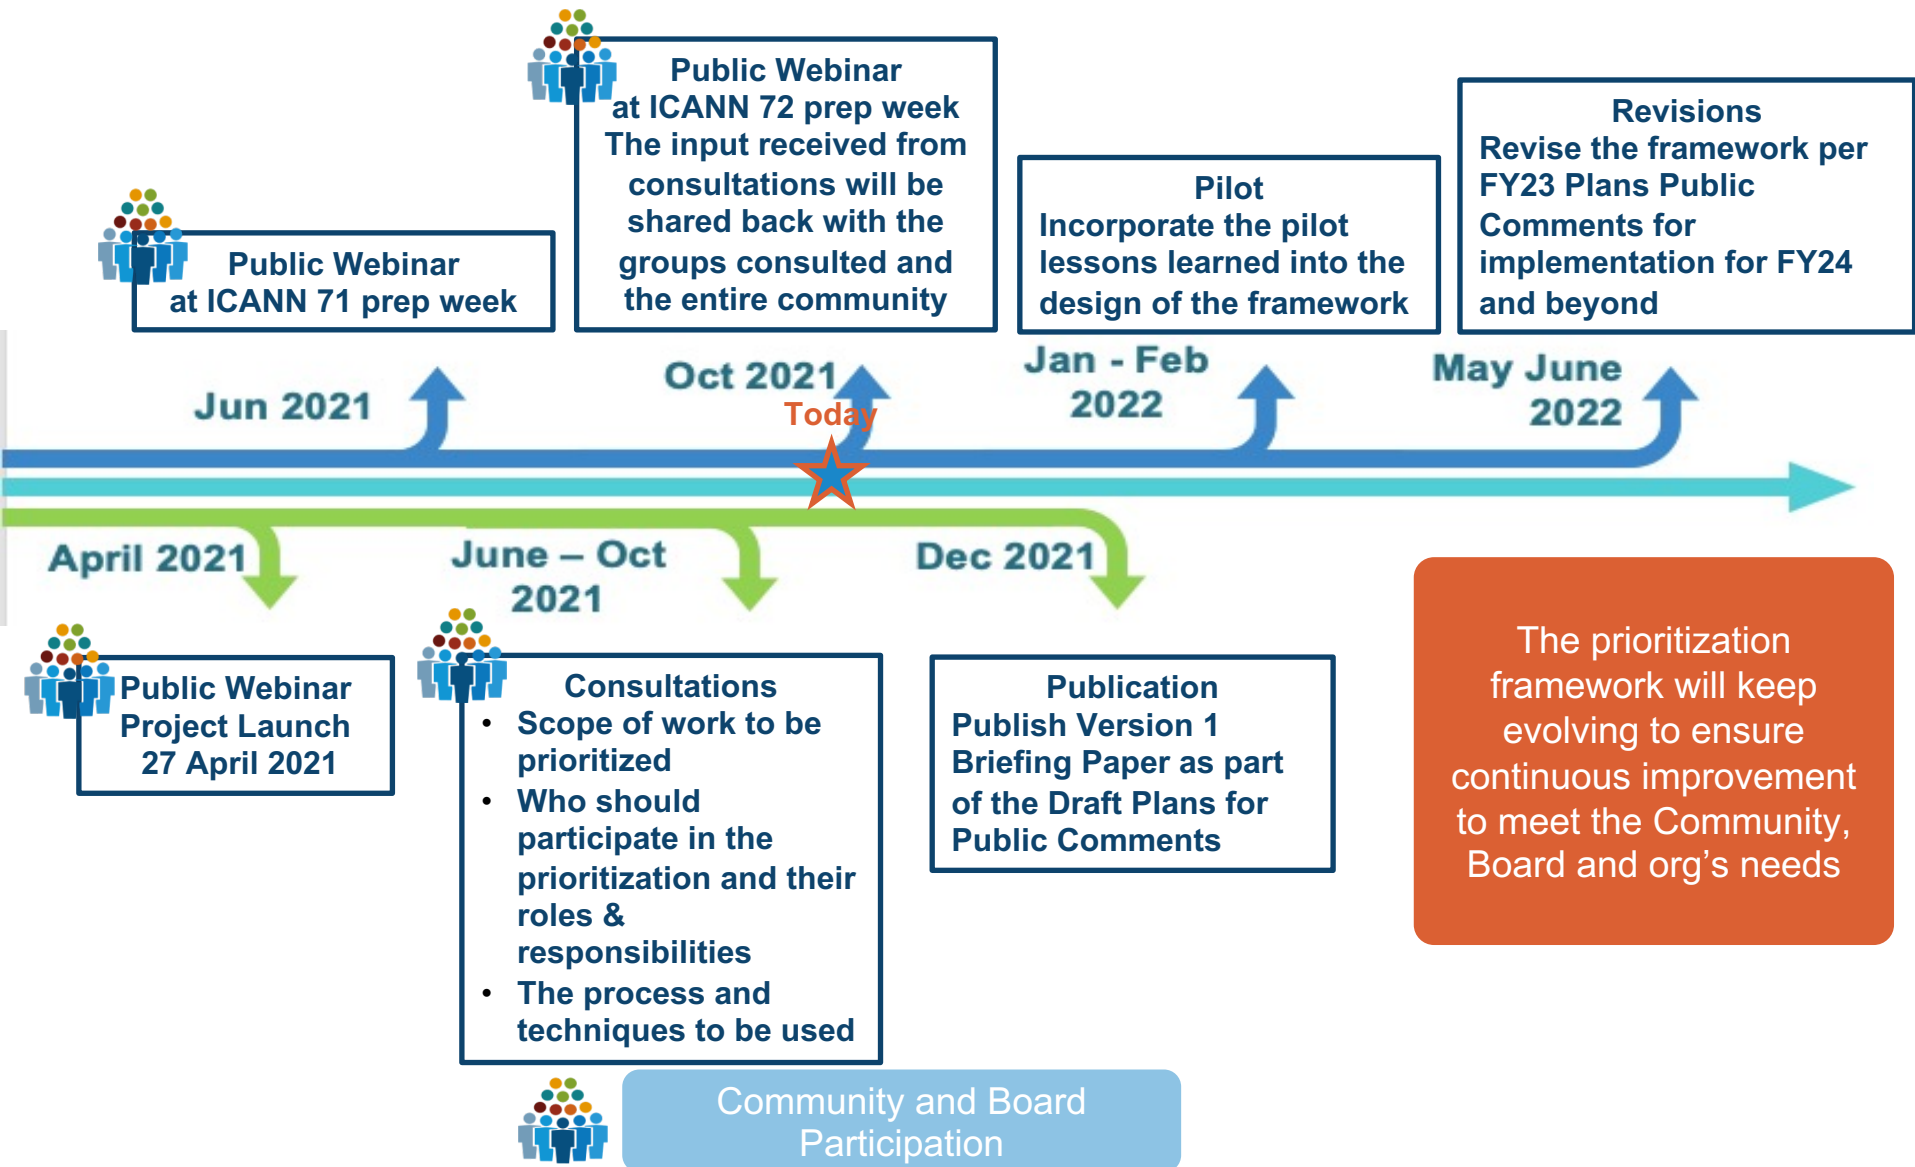 Public Webinar
at ICANN 71 prep week
Public Webinar
at ICANN 72 prep week
The input received from
consultations will be
shared back with the
groups consulted and
the entire community
Pilot
Incorporate the pilot
lessons learned into the
design of the framework
Revisions
Revise the framework per
FY23 Plans Public
Comments for
implementation for FY24
and beyond
Jun 2021
Oct 2021
Today
Jan - Feb
2022
May June
2022
April 2021
June – Oct
2021
Dec 2021
Public Webinar
Project Launch
27 April 2021
Consultations
• Scope of work to be
prioritized
• Who should
participate in the
prioritization and their
roles &
responsibilities
• The process and
techniques to be used
Publication
Publish Version 1
Briefing Paper as part
of the Draft Plans for
Public Comments
The prioritization
framework will keep
evolving to ensure
continuous improvement
to meet the Community,
Board and org’s needs
Community and Board
Participation